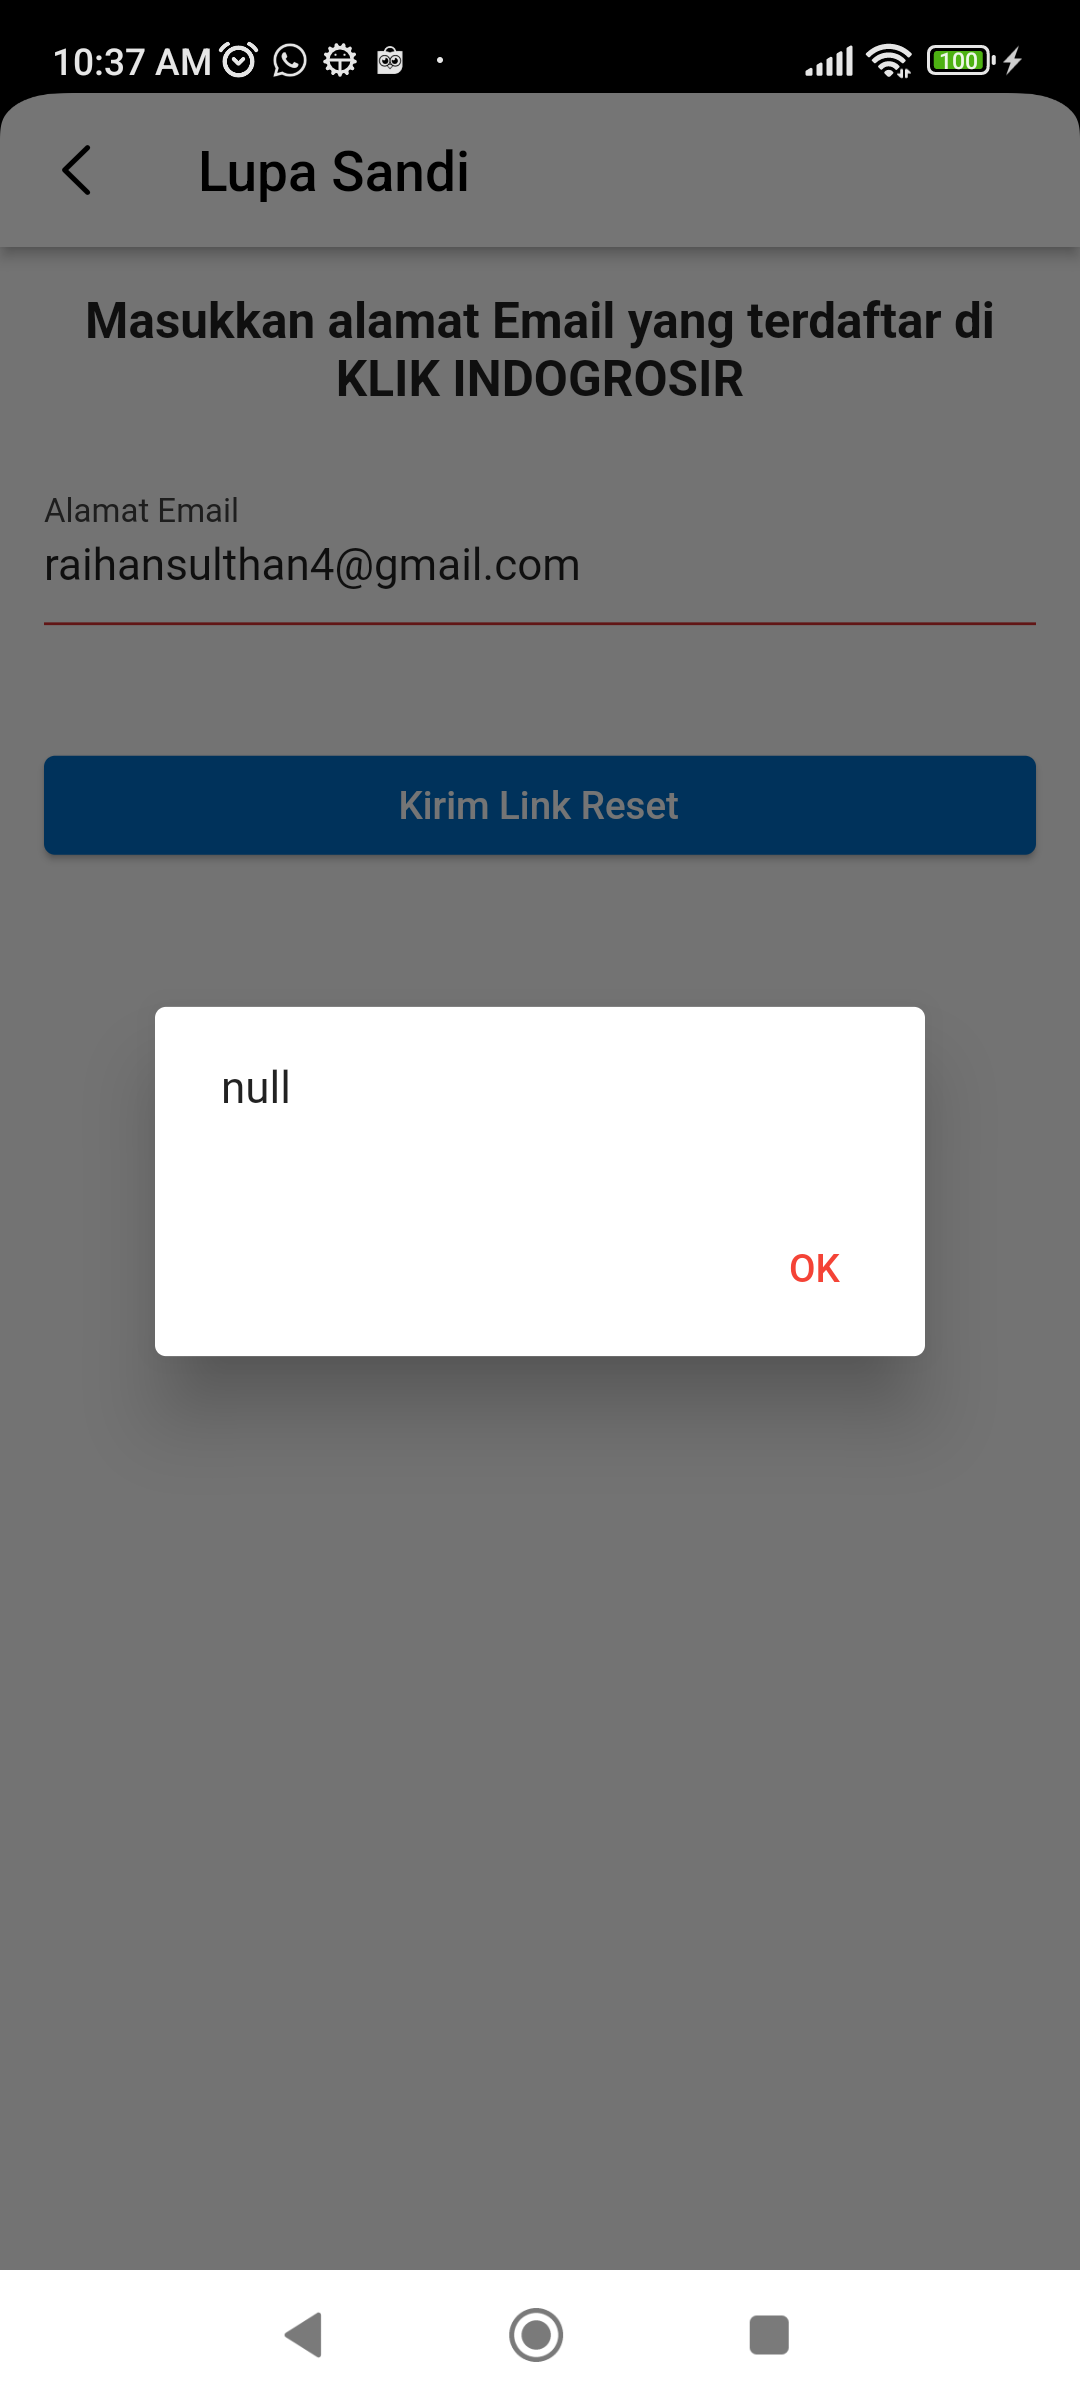 10:37 AM
100
Lupa Sandi
Masukkan alamat Email yang terdaftar di
KLIK INDOGROSIR
Alamat Email
raihansulthan4@gmail.com
Kirim Link Reset
null
OK